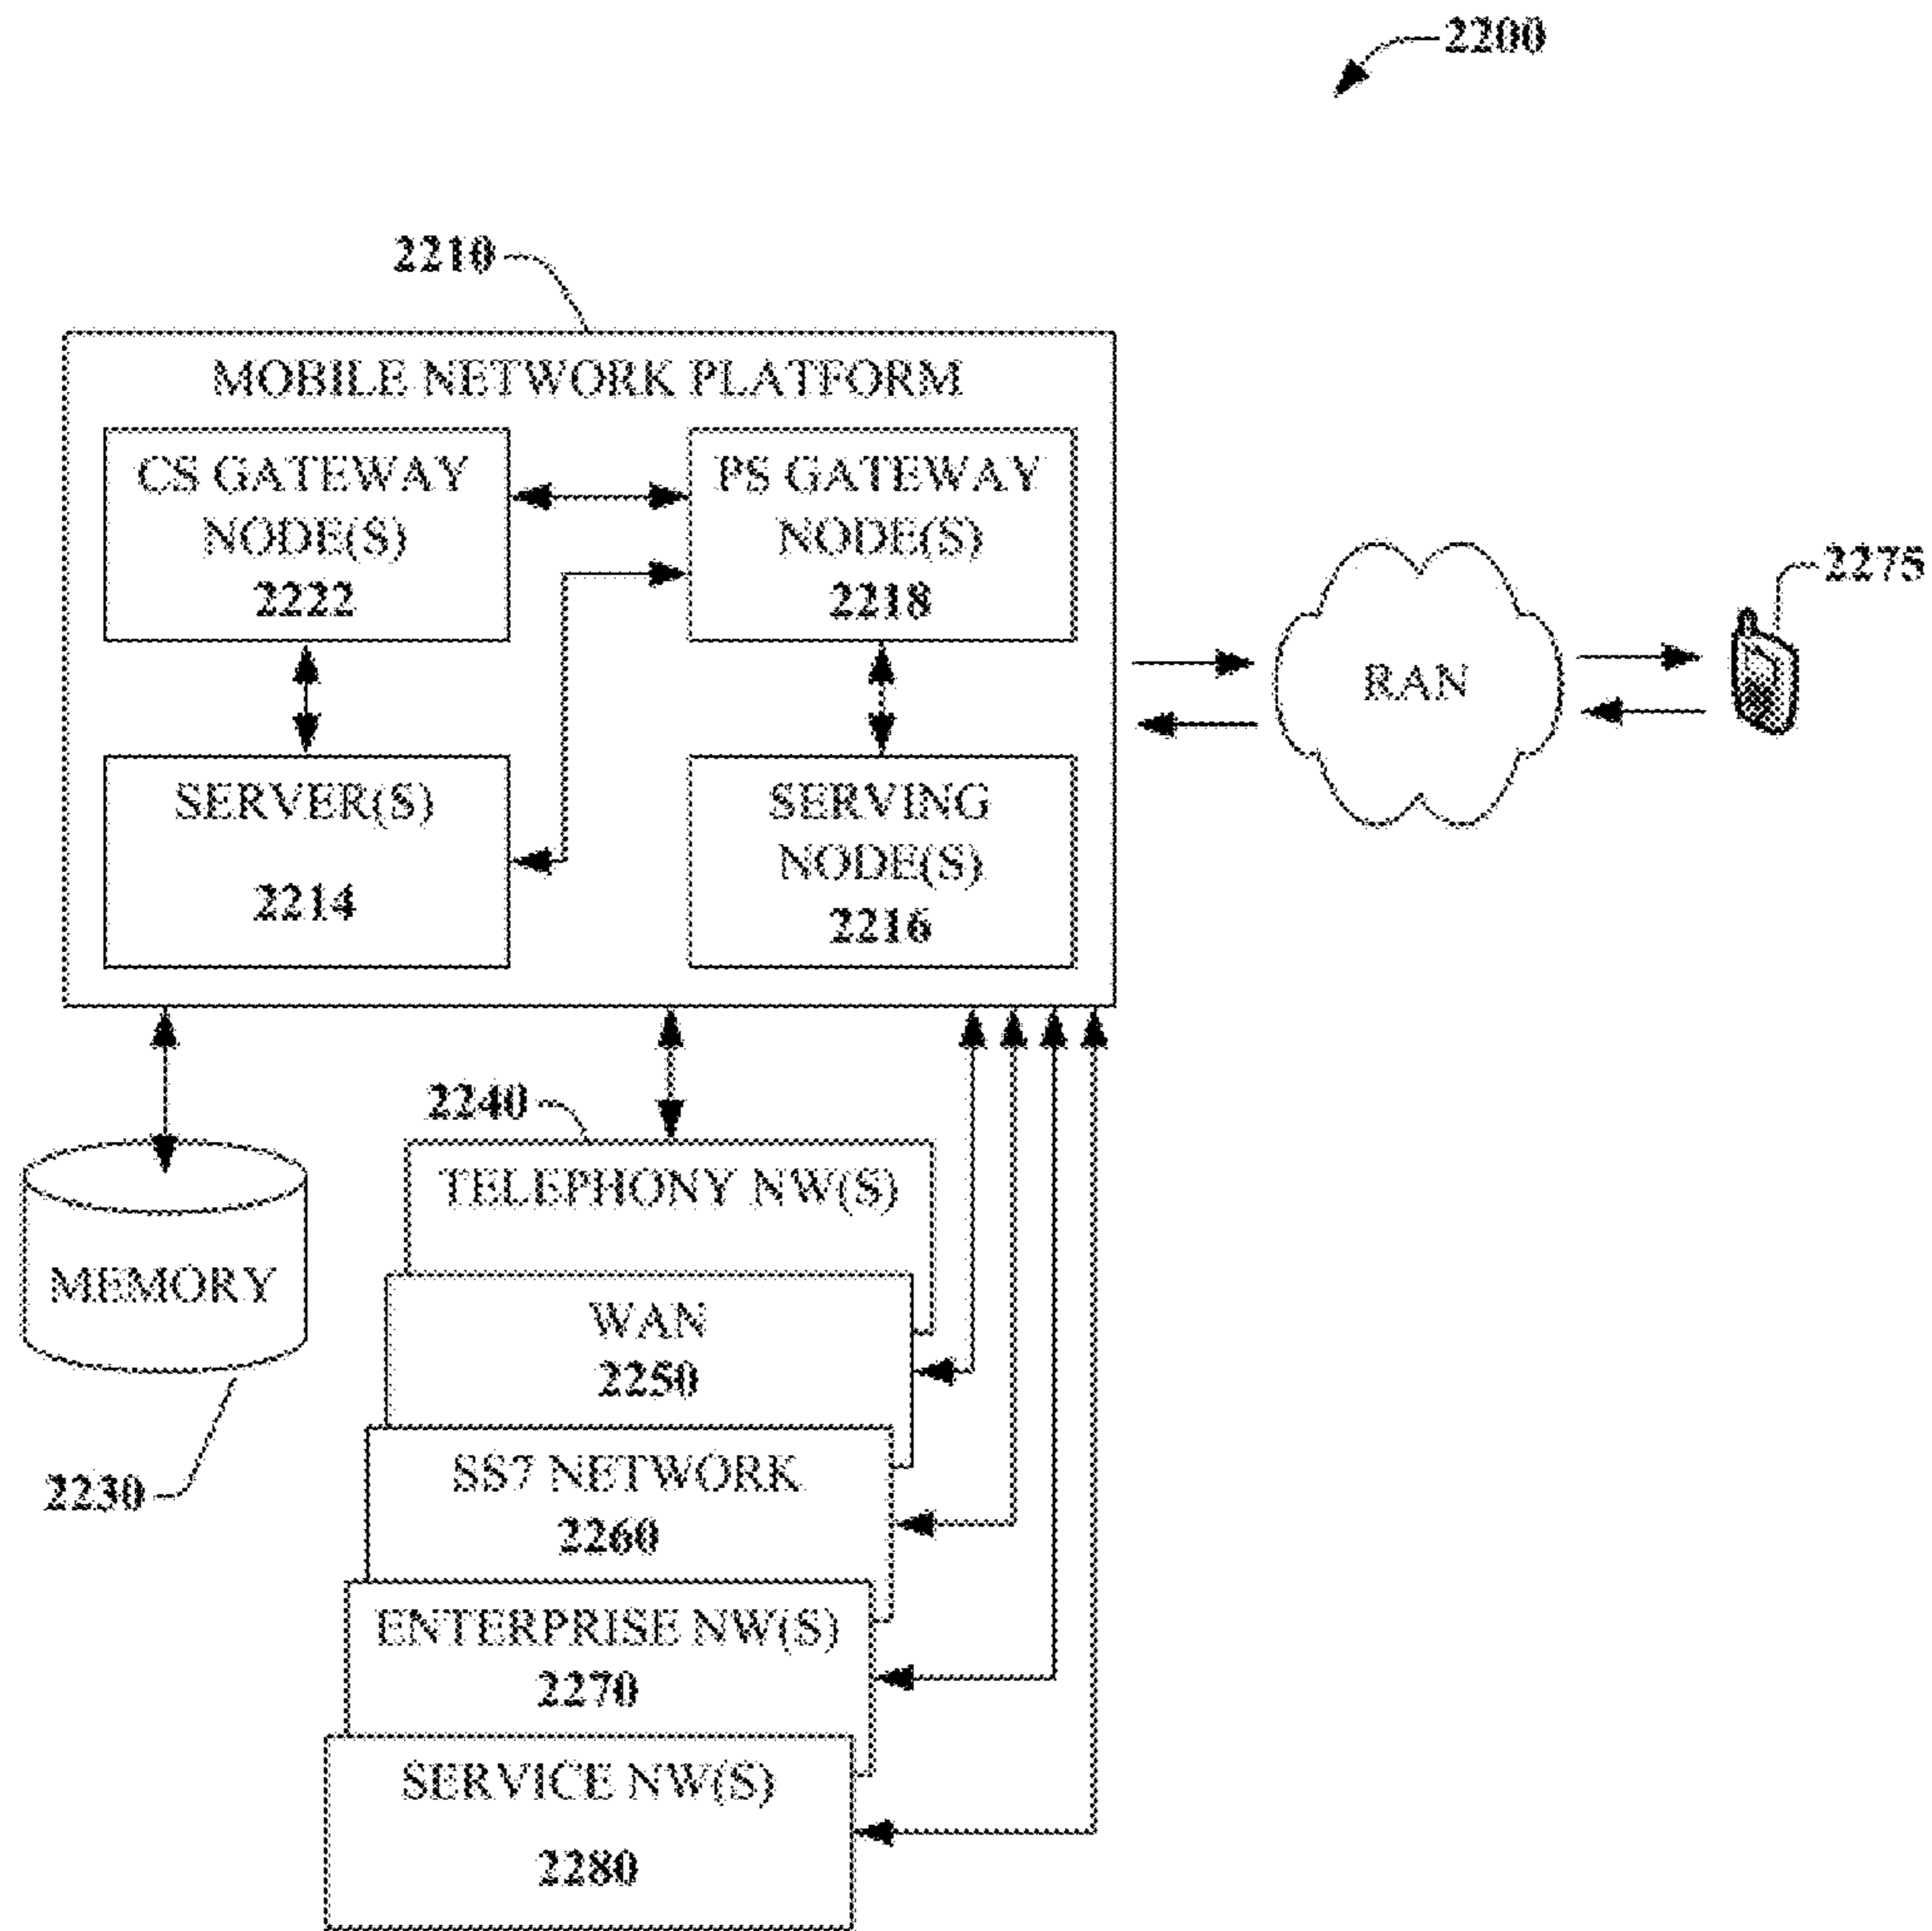 2200
2210
MOBILE NETWORK PLATFORM
CS GATEWAY
NODE(S)
2222
PS GATEWAY
NODE(S)
2218
SERVER(S)
2214
SERVING
NODE(S)
2216
RAN
2275
2240
TELEPHONY NW(S)
MEMORY
2230
WAN
2250
SS7 NETWORK
2260
ENTERPRISE NW(S)
2270
SERVICE NW(S)
2280